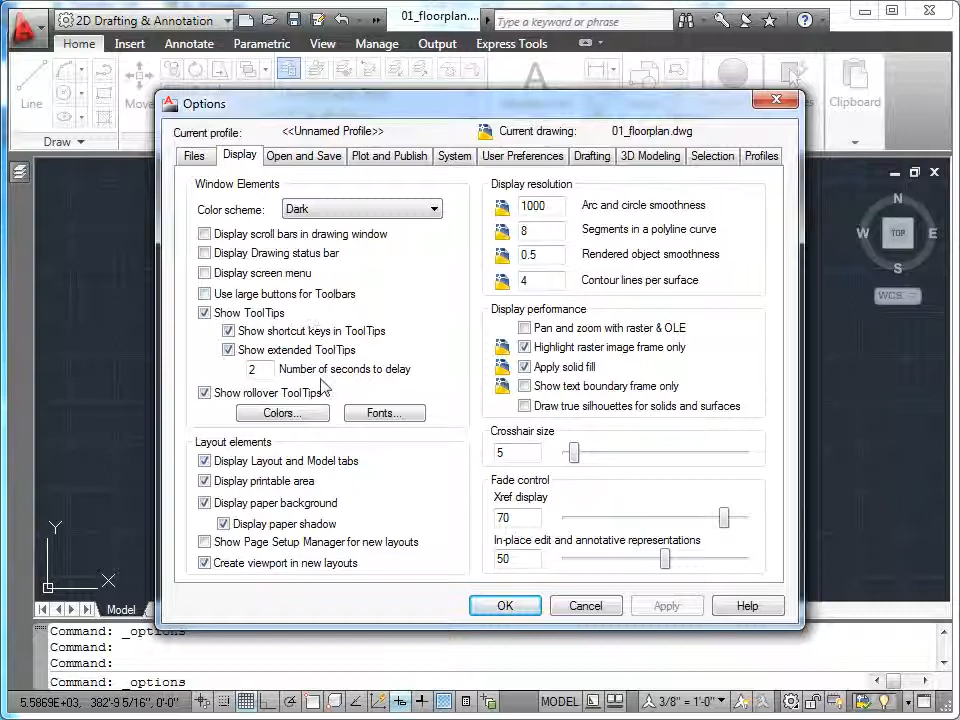 2D Drafting & Annotation
01_floorplan....
Type a keyword or phrase
Home Insert Annotate Parametric View Manage Output Express Tools
Line
Move
Clipboard
Draw
Options
Current profile: <<Unnamed Profile>> Current drawing: 01_floorplan.dwg
Files Display Open and Save Plot and Publish System User Preferences Drafting 3D Modeling Selection Profiles
Window Elements
Color scheme: Dark
Display scroll bars in drawing window
Display Drawing status bar
Display screen menu
Use large buttons for Toolbars
Show ToolTips
Show shortcut keys in ToolTips
Show extended ToolTips
2 Number of seconds to delay
Show rollover ToolTips
Colors... Fonts...
Layout elements
Display Layout and Model tabs
Display printable area
Display paper background
Display paper shadow
Show Page Setup Manager for new layouts
Create viewport in new layouts
Display resolution
1000 Arc and circle smoothness
8 Segments in a polyline curve
0.5 Rendered object smoothness
4 Contour lines per surface
Display performance
Pan and zoom with raster & OLE
Highlight raster image frame only
Apply solid fill
Show text boundary frame only
Draw true silhouettes for solids and surfaces
Crosshair size
5
Fade control
Xref display
70
In-place edit and annotative representations
50
OK Cancel Apply Help
N
W TOP E
S
WCS
Y
X
Model
Command: _options
Command:
Command:
Command: _options
5.5869E+03, 382'-9 5/16", 0'-0" MODEL 3/8" = 1'-0"